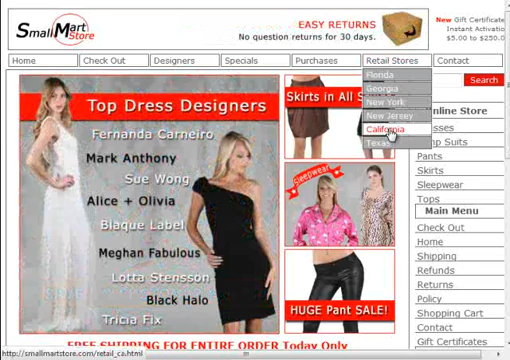 SmallMart
Store
EASY RETURNS
No question returns for 30 days.
New Gift Certificate
Instant Activation
$5.00 to $250.0
Home
Check Out
Designers
Specials
Purchases
Retail Stores
Contact
Florida
Georgia
New York
New Jersey
California
Texas
Search
Top Dress Designers
Fernanda Carneiro
Mark Anthony
Sue Wong
Alice + Olivia
Blaque Label
Meghan Fabulous
Lotta Stensson
Black Halo
Tricia Fix
Skirts in All S
Sleepwear
HUGE Pant SALE!
nline Store
esses
mp Suits
Pants
Skirts
Sleepwear
Tops
Main Menu
Check Out
Home
Shipping
Refunds
Returns
Policy
Shopping Cart
Contact
Gift Certificates
FREE SHIPPING FOR ENTIRE ORDER Today Only
http://smallmartstore.com/retail_ca.html